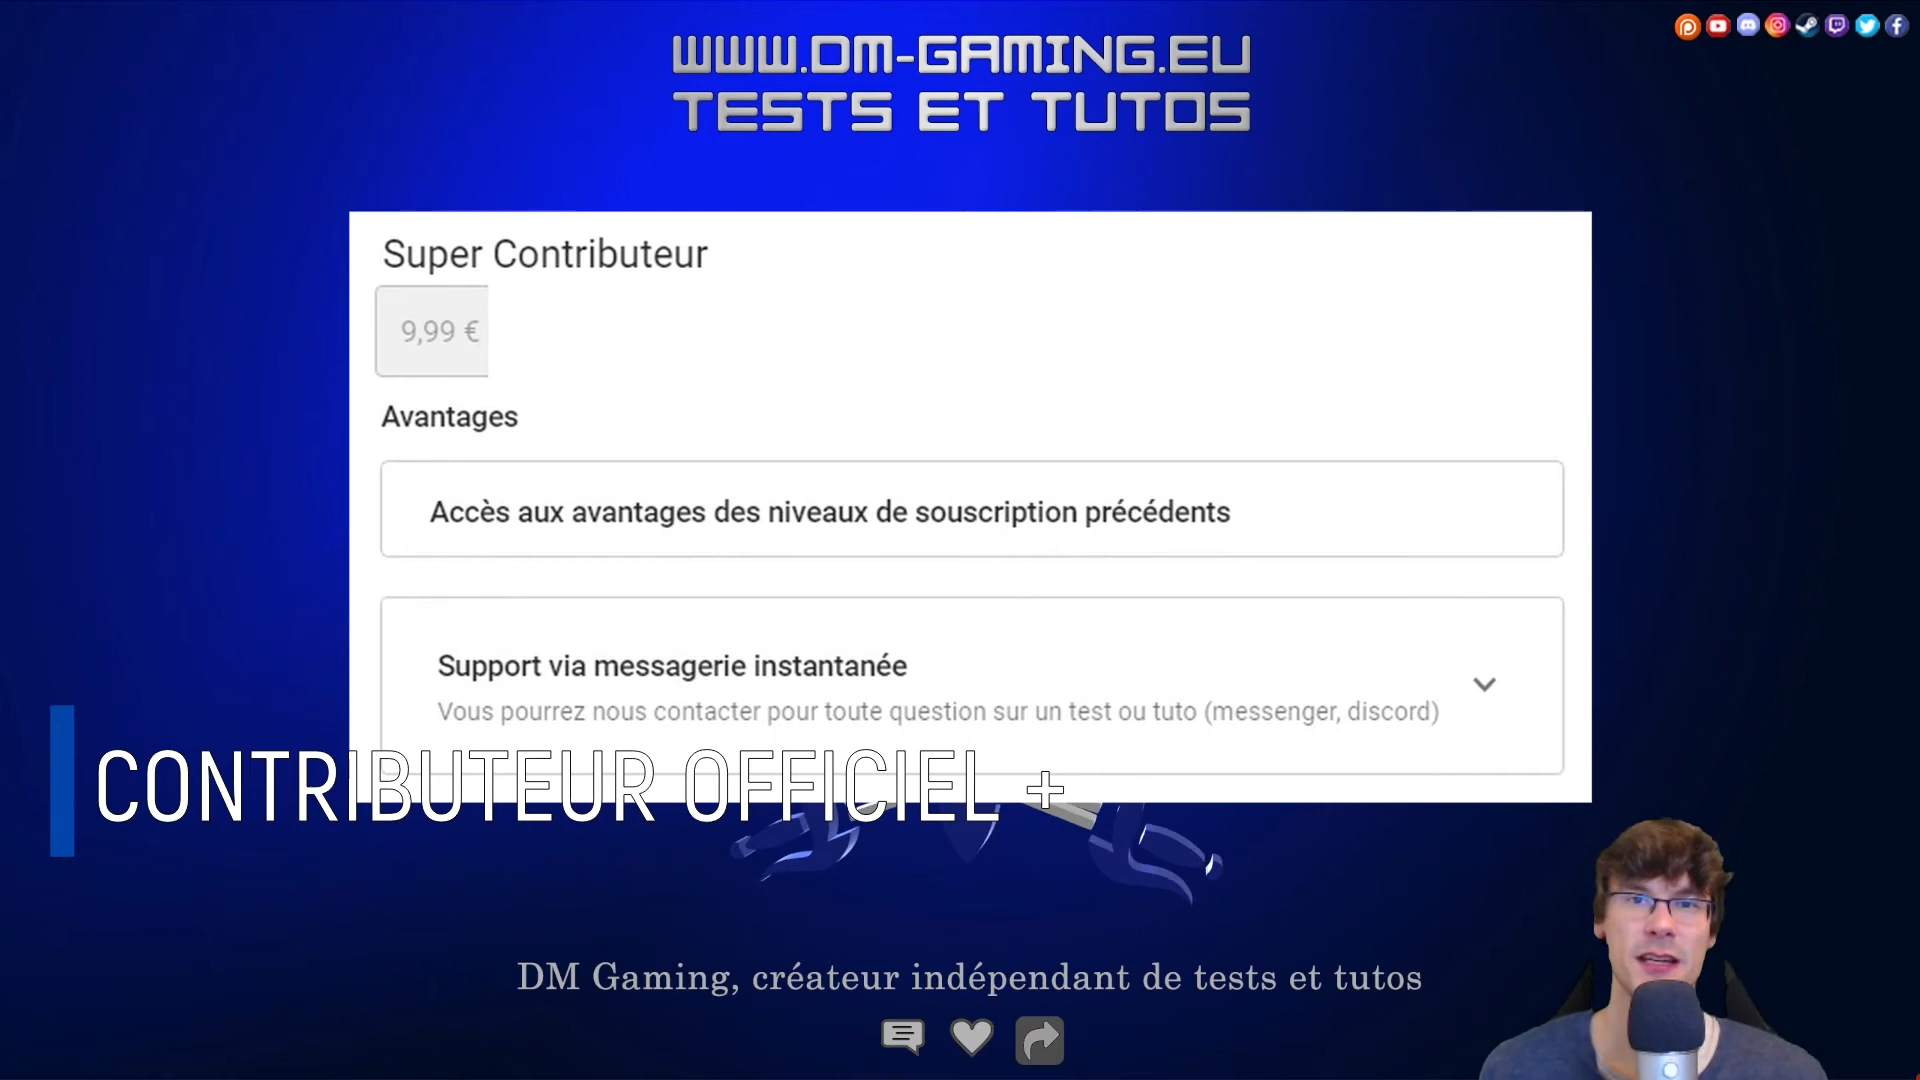 WWW.DM-GAMING.EU
TESTS ET TUTOS
Super Contributeur
9,99 €
Avantages
Accès aux avantages des niveaux de souscription précédents
Support via messagerie instantanée
Vous pourrez nous contacter pour toute question sur un test ou tuto (messenger, discord)
CONTRIBUTEUR OFFICIEL +
DM Gaming, créateur indépendant de tests et tutos